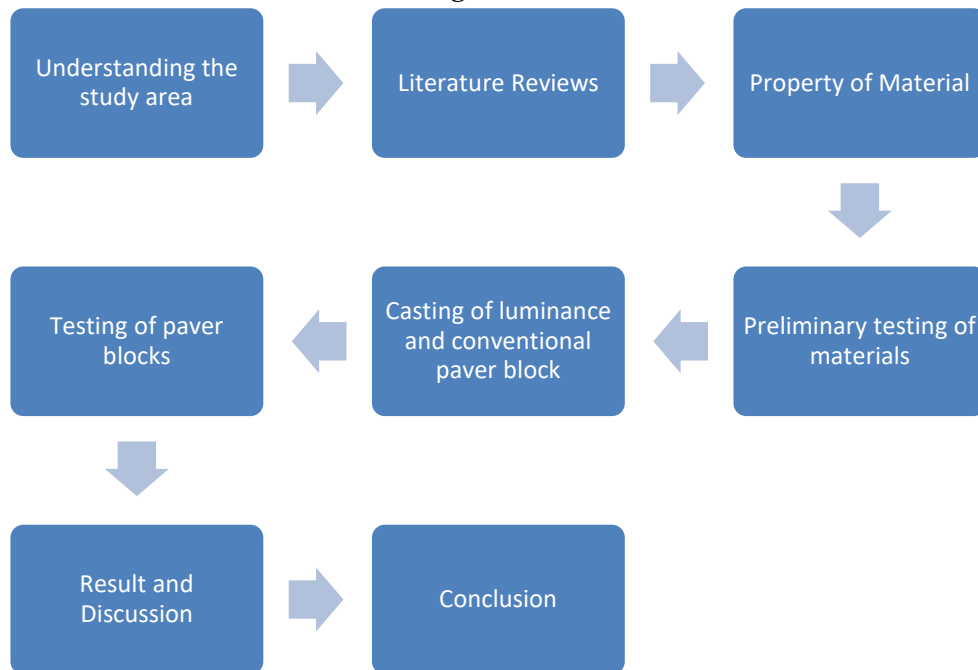 Understanding the
study area
Literature Reviews
Property of Material
Preliminary testing of
materials
Casting of luminance
and conventional
paver block
Testing of paver
blocks
Result and
Discussion
Conclusion